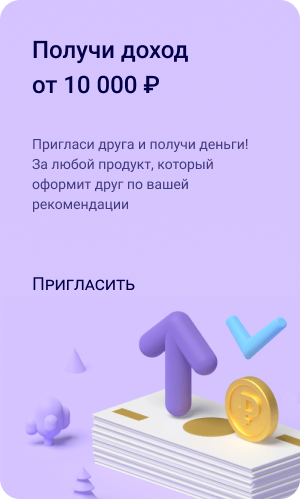 Получи доход
от 10 000 ₽
Пригласи друга и получи деньги!
За любой продукт, который
оформит друг по вашей
рекомендации
Пригласить
₽